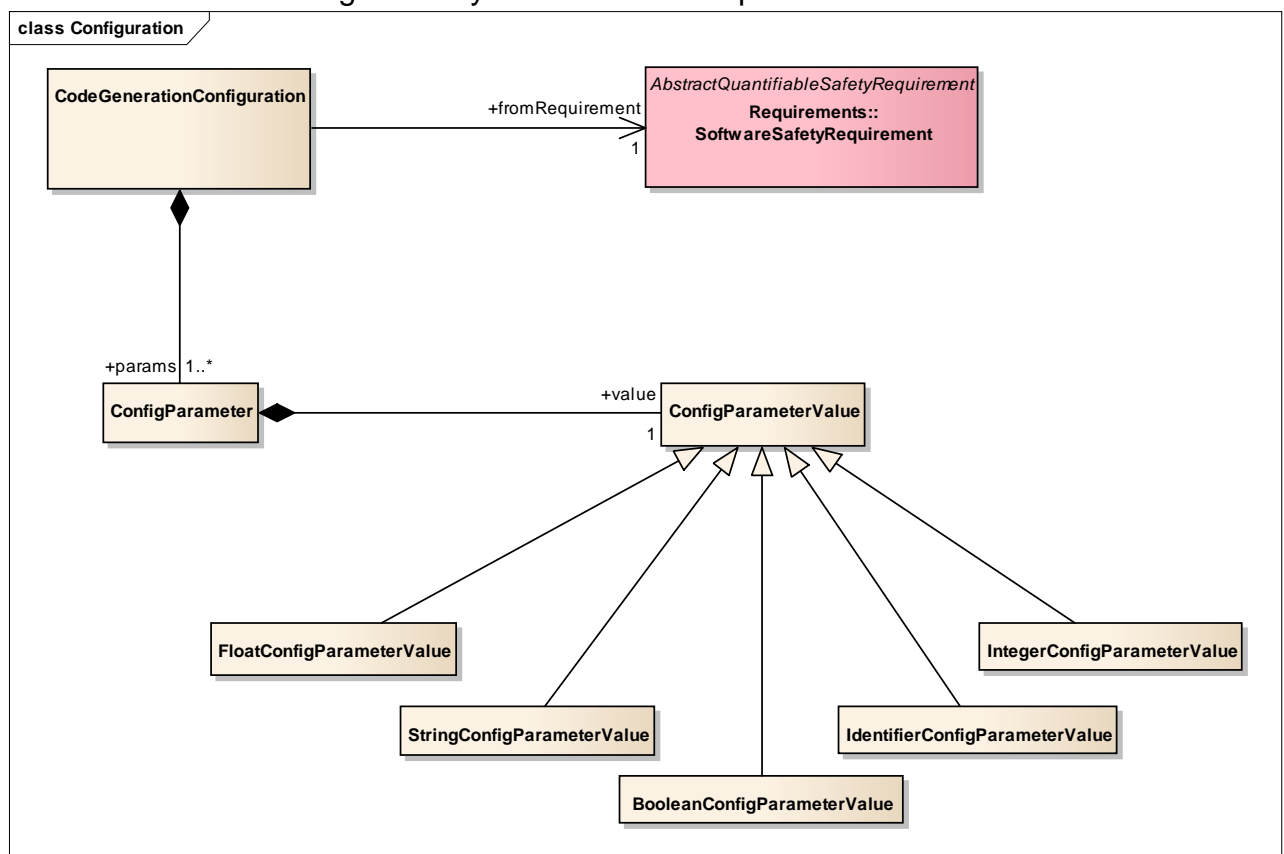 class Configuration
CodeGenerationConfiguration
+fromRequirement
1
AbstractQuantifiableSafetyRequirement
Requirements::
SoftwareSafetyRequirement
+params 1..*
ConfigParameter
+value
1
ConfigParameterValue
FloatConfigParameterValue
IntegerConfigParameterValue
StringConfigParameterValue
IdentifierConfigParameterValue
BooleanConfigParameterValue